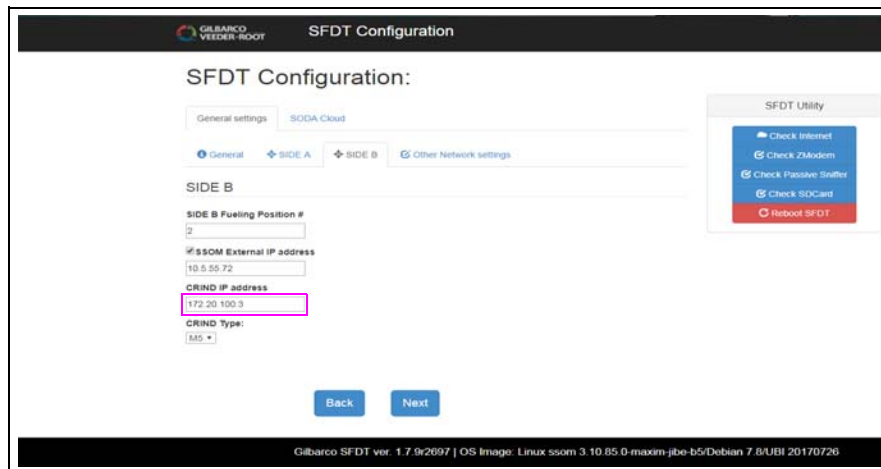 GILBARCO
VEEDER-ROOT
SFDT Configuration
SFDT Configuration:
General settings
SODA Cloud
General
SIDE A
SIDE B
Other Network settings
SIDE B
SIDE B Fueling Position #
2
SSOM External IP address
10.5.55.72
CRIND IP address
172.20.100.3
CRIND Type:
M5
Back
Next
SFDT Utility
Check Internet
Check ZModem
Check Passive Sniffer
Check SDCard
Reboot SFDT
Gilbarco SFDT ver. 1.7.9r2697 | OS Image: Linux ssom 3.10.85.0-maxim-jibe-b5/Debian 7.8/UBI 20170726